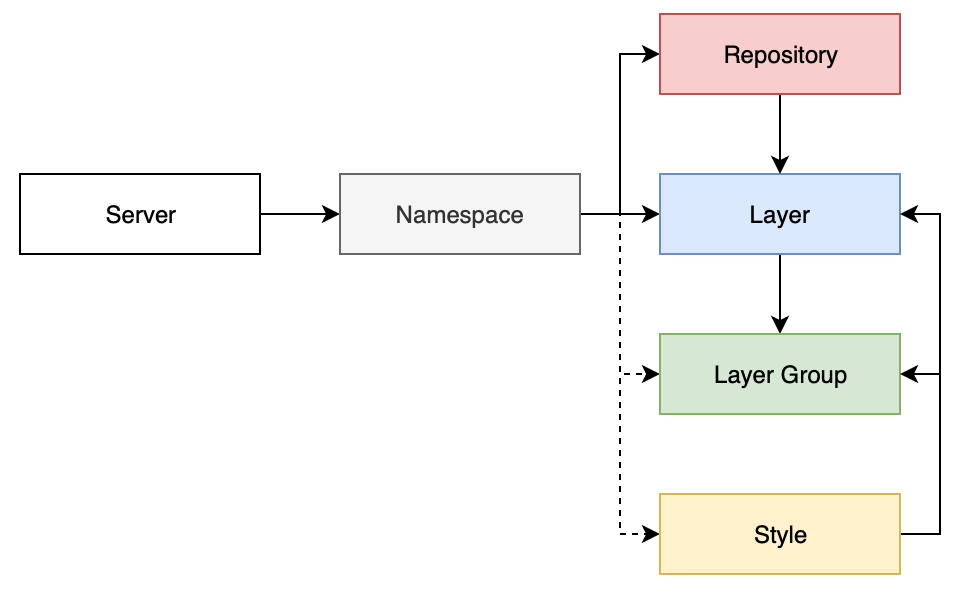 Repository
Server
Namespace
Layer
Layer Group
Style